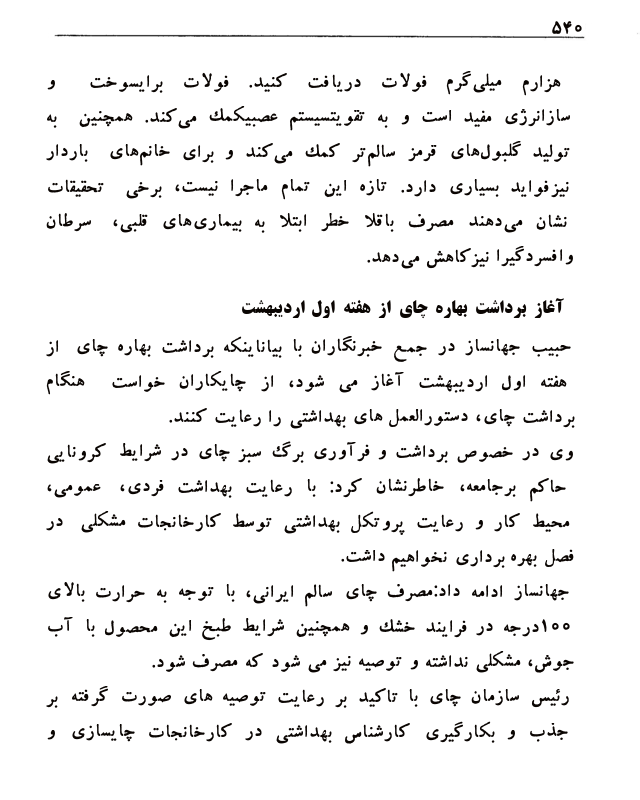 ۵۴۰
هزارم میلی‌گرم فولات دریافت کنید. فولات برایسوخت و
سازانرژی مفید است و به تقویتسیستم عصبیکمك می‌کند. همچنین به
تولید گلبول‌های قرمز سالم‌تر کمك می‌کند و برای خانم‌های باردار
نیزفواید بسیاری دارد. تازه این تمام ماجرا نیست، برخی تحقیقات
نشان می‌دهند مصرف باقلا خطر ابتلا به بیماری‌های قلبی، سرطان
وافسردگیرا نیزکاهش می‌دهد.
آغاز برداشت بهاره چای از هفته اول اردیبهشت
حبیب جهانساز در جمع خبرنگاران با بیاناینکه برداشت بهاره چای از
هفته اول اردیبهشت آغاز می شود، از چایکاران خواست هنگام
برداشت چای، دستورالعمل های بهداشتی را رعایت کنند.
وی در خصوص برداشت و فرآوری برگ سبز چای در شرایط کرونایی
حاکم برجامعه، خاطرنشان کرد: با رعایت بهداشت فردی، عمومی،
محیط کار و رعایت پروتکل بهداشتی توسط کارخانجات مشکلی در
فصل بهره برداری نخواهیم داشت.
جهانساز ادامه داد:مصرف چای سالم ایرانی، با توجه به حرارت بالای
۱۰۰درجه در فرایند خشك و همچنین شرایط طبخ این محصول با آب
جوش، مشکلی نداشته و توصیه نیز می شود که مصرف شود.
رئیس سازمان چای با تاکید بر رعایت توصیه های صورت گرفته بر
جذب و بکارگیری کارشناس بهداشتی در کارخانجات چایسازی و